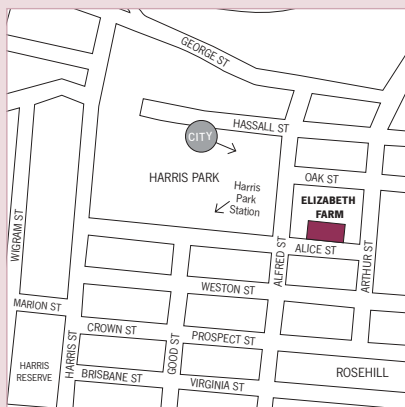 GEORGE ST
HASSALL ST
CITY
HARRIS PARK
Harris
Park
Station
OAK ST
ELIZABETH
FARM
ALICE ST
WIGRAM ST
ALFRED ST
ARTHUR ST
WESTON ST
MARION ST
CROWN ST
PROSPECT ST
HARRIS ST
GOOD ST
HARRIS
RESERVE
BRISBANE ST
VIRGINIA ST
ROSEHILL